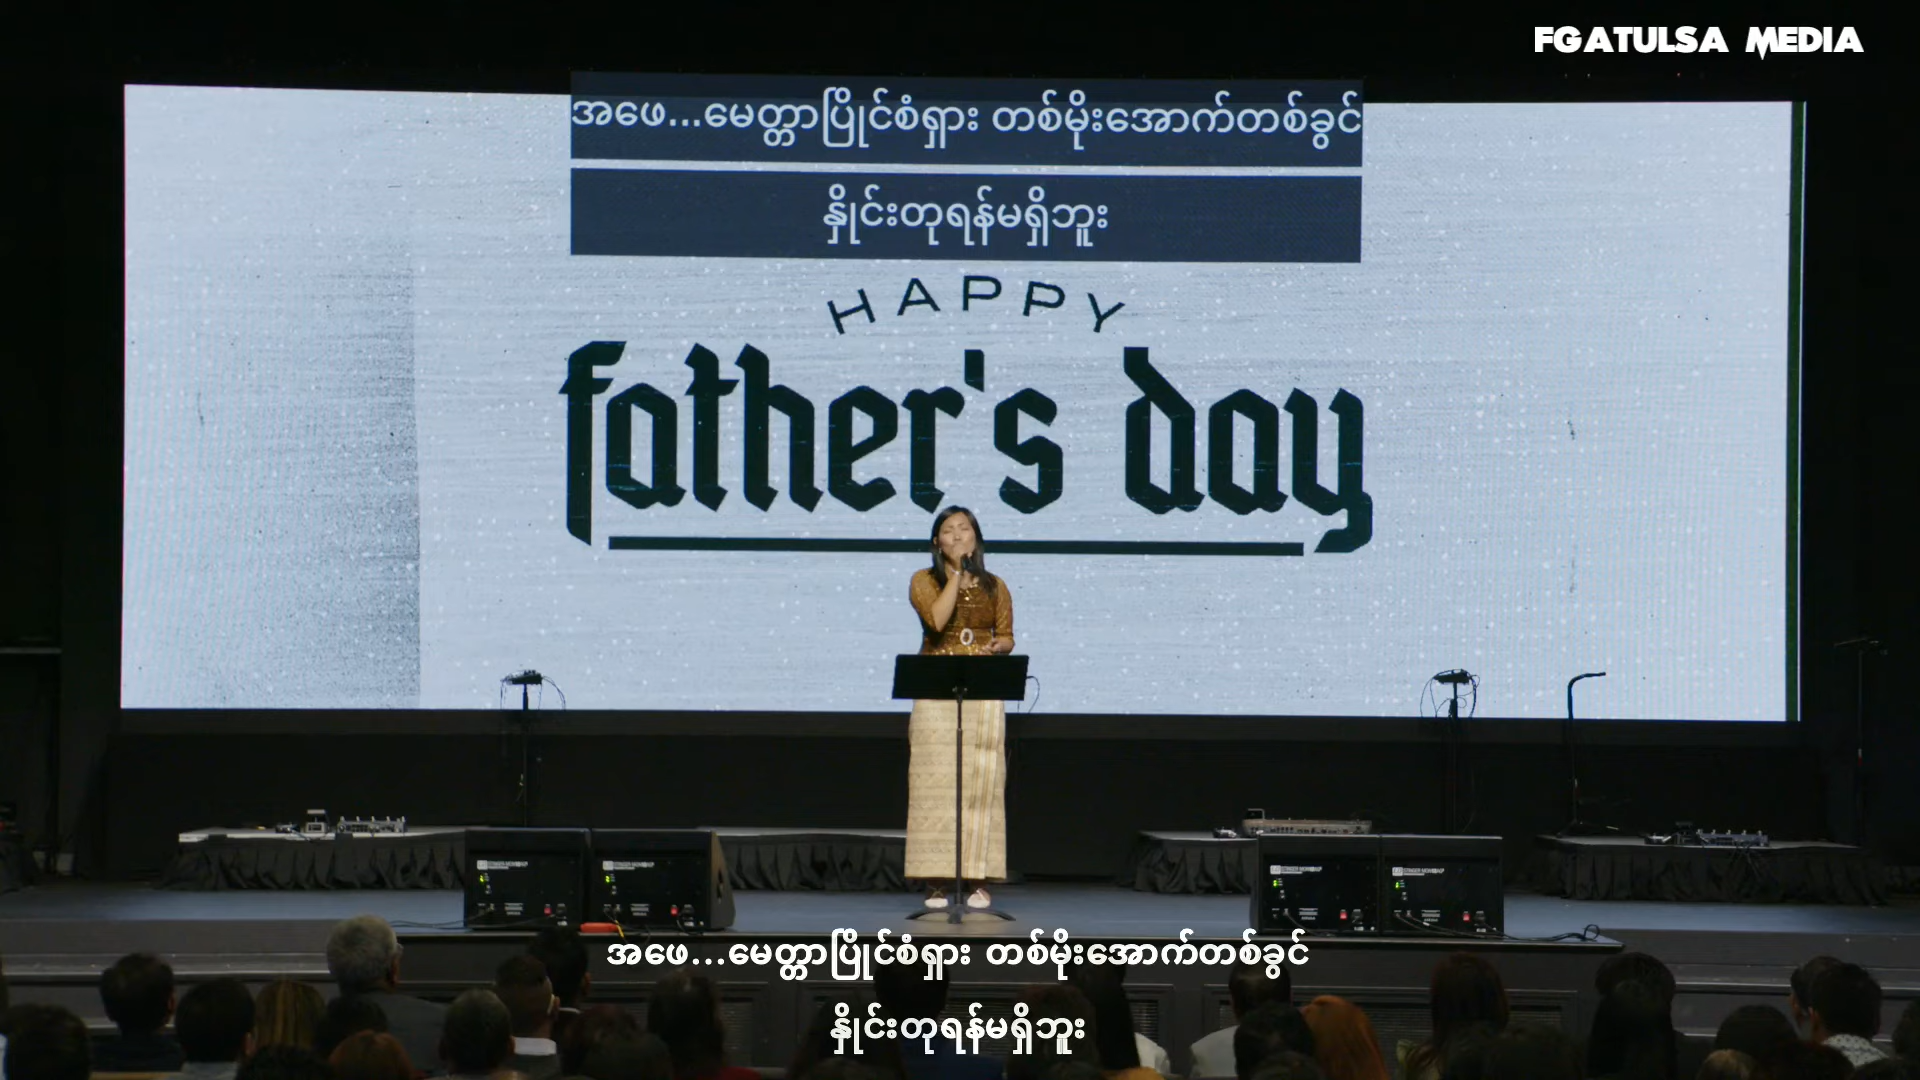 FGATULSA MEDIA
အဖေ...မေတ္တာပြိုင်စံရှား တစ်မိုးအောက်တစ်ခွင်
နှိုင်းတုရန်မရှိဘူး
HAPPY
father's day
အဖေ...မေတ္တာပြိုင်စံရှား တစ်မိုးအောက်တစ်ခွင်
နှိုင်းတုရန်မရှိဘူး